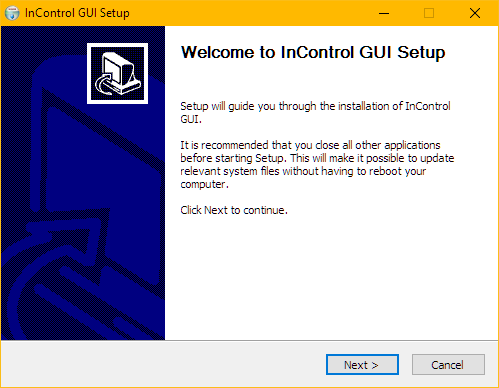 InControl GUI Setup
Welcome to InControl GUI Setup
Setup will guide you through the installation of InControl
GUI.
It is recommended that you close all other applications
before starting Setup. This will make it possible to update
relevant system files without having to reboot your
computer.
Click Next to continue.
Next >
Cancel